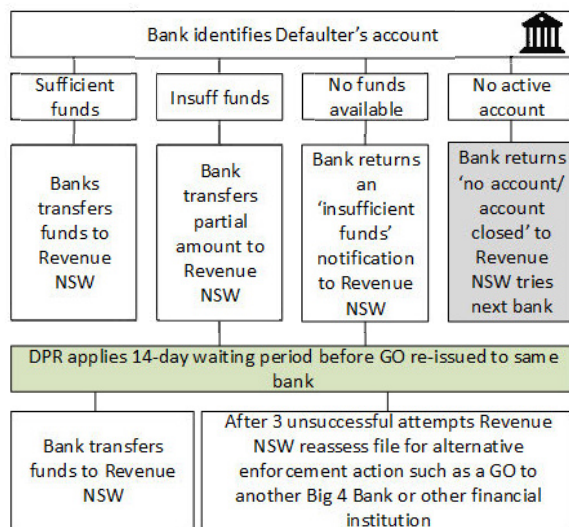 Bank identifies Defaulter's account
Sufficient
funds
Insuff funds
No funds
available
No active
account
Banks
transfers
funds to
Revenue
NSW
Bank
transfers
partial
amount to
Revenue
NSW
Bank returns
an
'insufficient
funds'
notification
to Revenue
NSW
Bank returns
'no account/
account
closed' to
Revenue
NSW tries
next bank
DPR applies 14-day waiting period before GO re-issued to same
bank
Bank transfers
funds to Revenue
NSW
After 3 unsuccessful attempts Revenue
NSW reassess file for alternative
enforcement action such as a GO to
another Big 4 Bank or other financial
institution